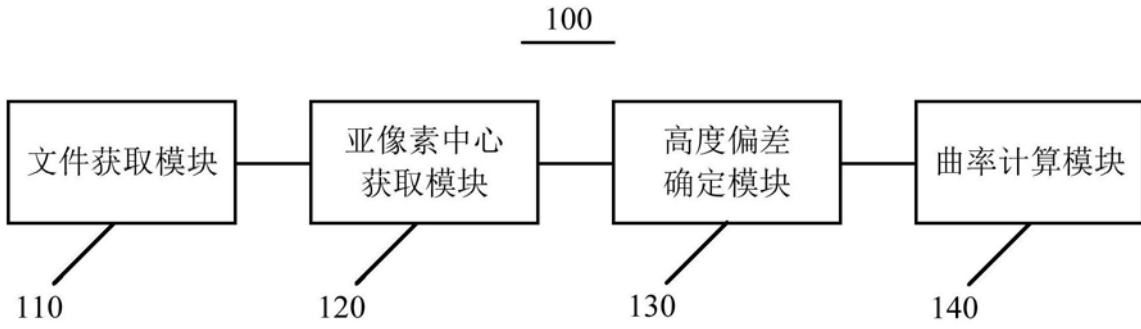 100
文件获取模块
亚像素中心
获取模块
高度偏差
确定模块
曲率计算模块
110
120
130
140